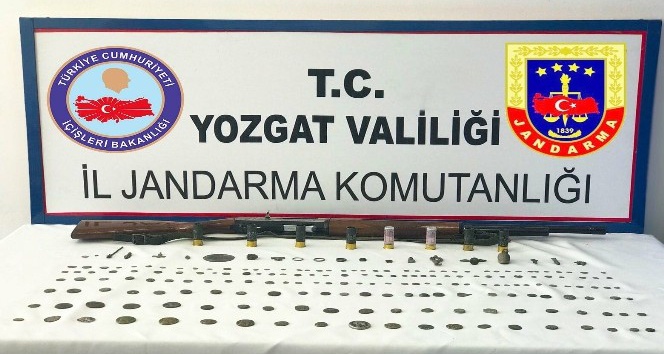 TÜRKİYE CUMHURİYETİ
İÇİŞLERİ BAKANLIĞI
T.C.
YOZGAT VALİLİĞİ
İL JANDARMA KOMUTANLIĞI
1839
JANDARMA